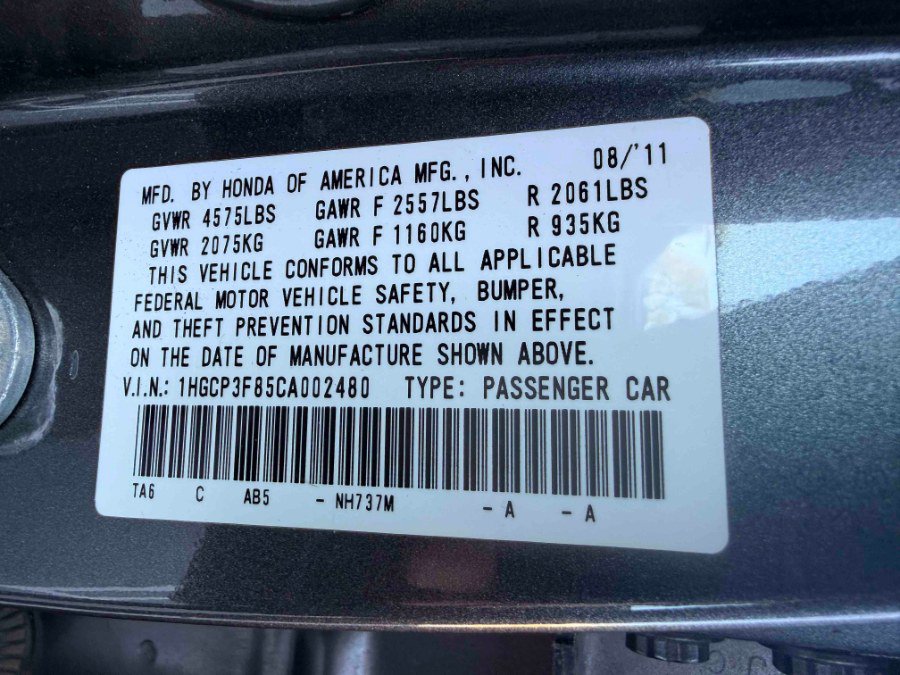 MFD. BY HONDA OF AMERICA MFG., INC. 08/'11
GVWR 4575LBS GAWR F 2557LBS R 2061LBS
GVWR 2075KG GAWR F 1160KG R 935KG
THIS VEHICLE CONFORMS TO ALL APPLICABLE
FEDERAL MOTOR VEHICLE SAFETY, BUMPER,
AND THEFT PREVENTION STANDARDS IN EFFECT
ON THE DATE OF MANUFACTURE SHOWN ABOVE.
V.I.N.: 1HGCP3F85CA002480 TYPE: PASSENGER CAR
TA6 C AB5 - NH737M - A - A